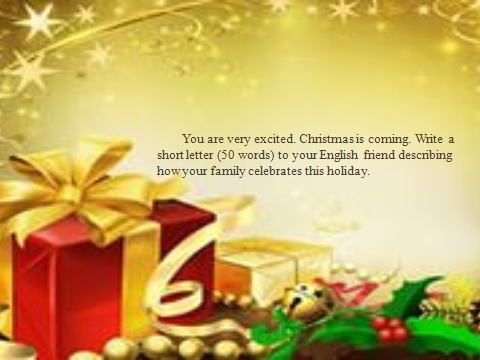 You are very excited. Christmas is coming. Write a
short letter (50 words) to your English friend describing
how your family celebrates this holiday.